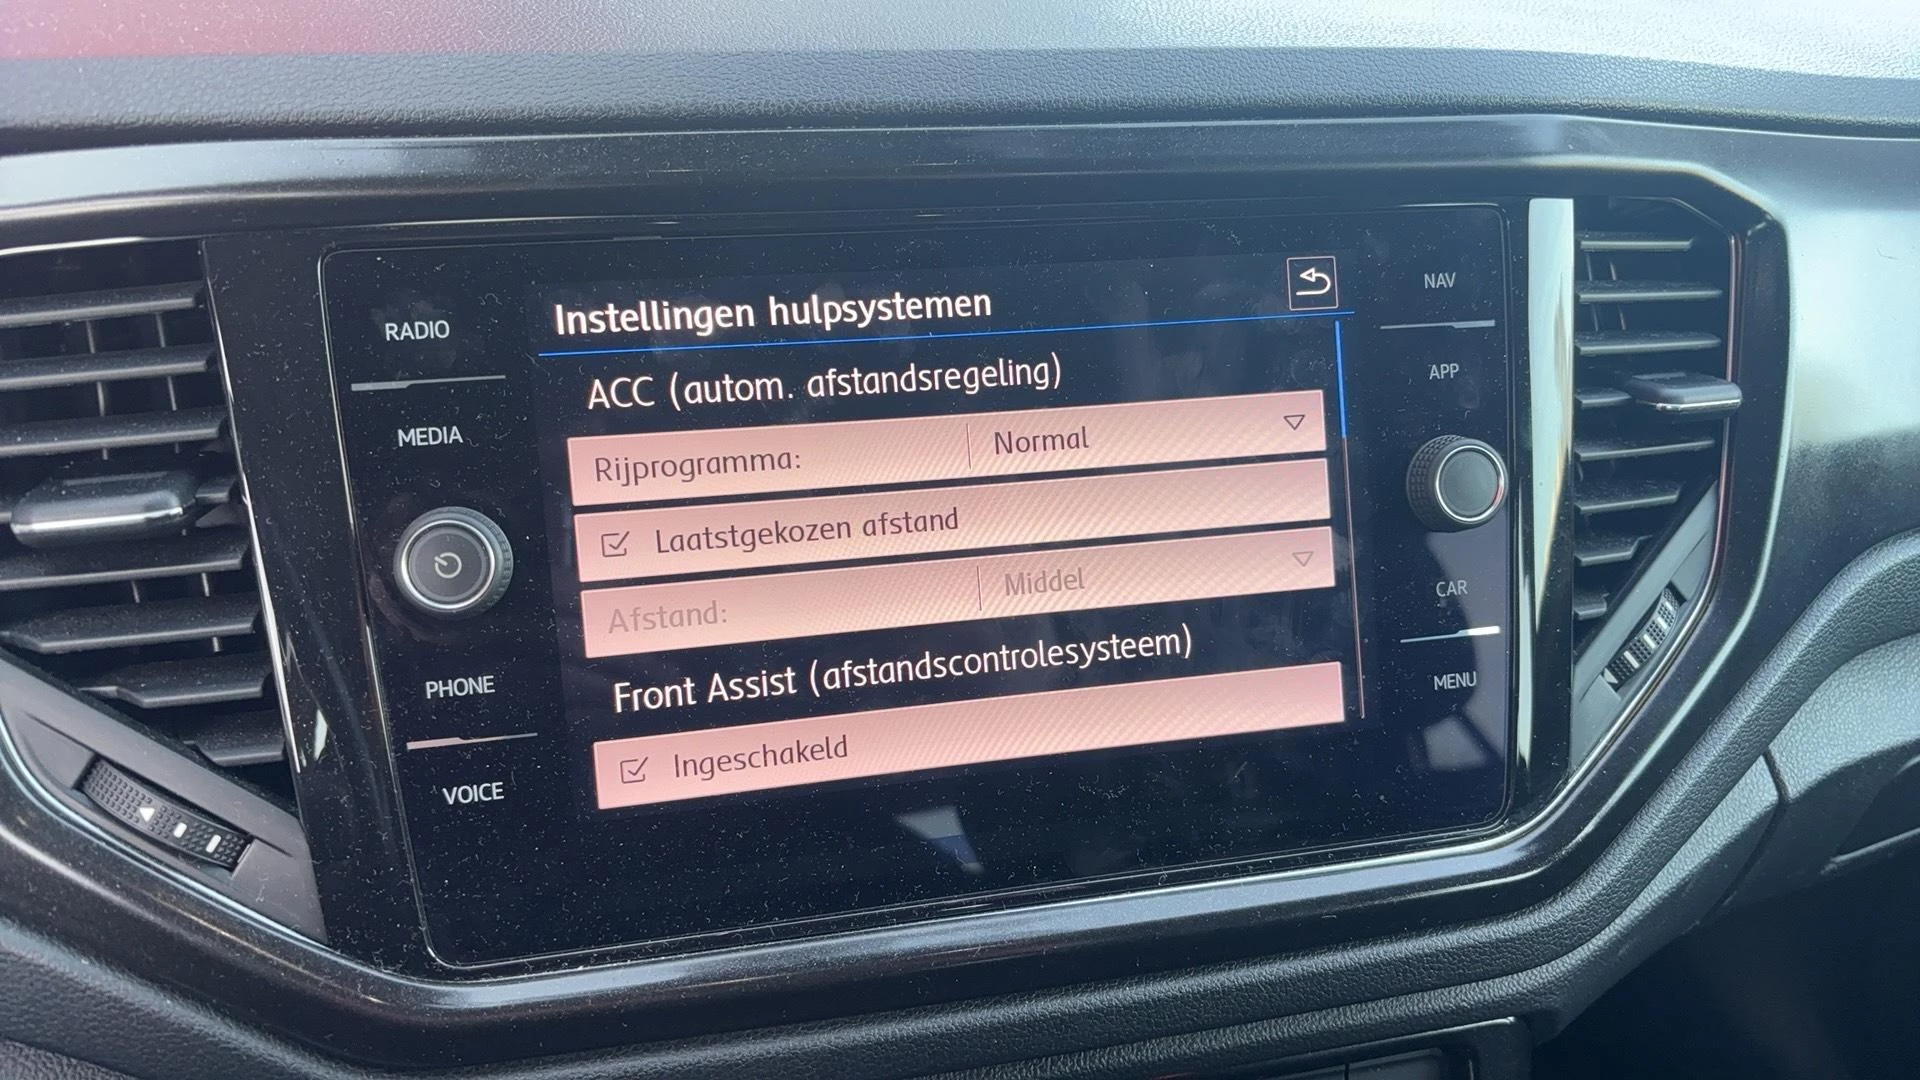 Instellingen hulpsystemen
ACC (autom. afstandsregeling)
Rijprogramma: Normal
Laatstgekozen afstand
Afstand: Middel
Front Assist (afstandscontrolesysteem)
Ingeschakeld
RADIO
MEDIA
PHONE
VOICE
NAV
APP
CAR
MENU